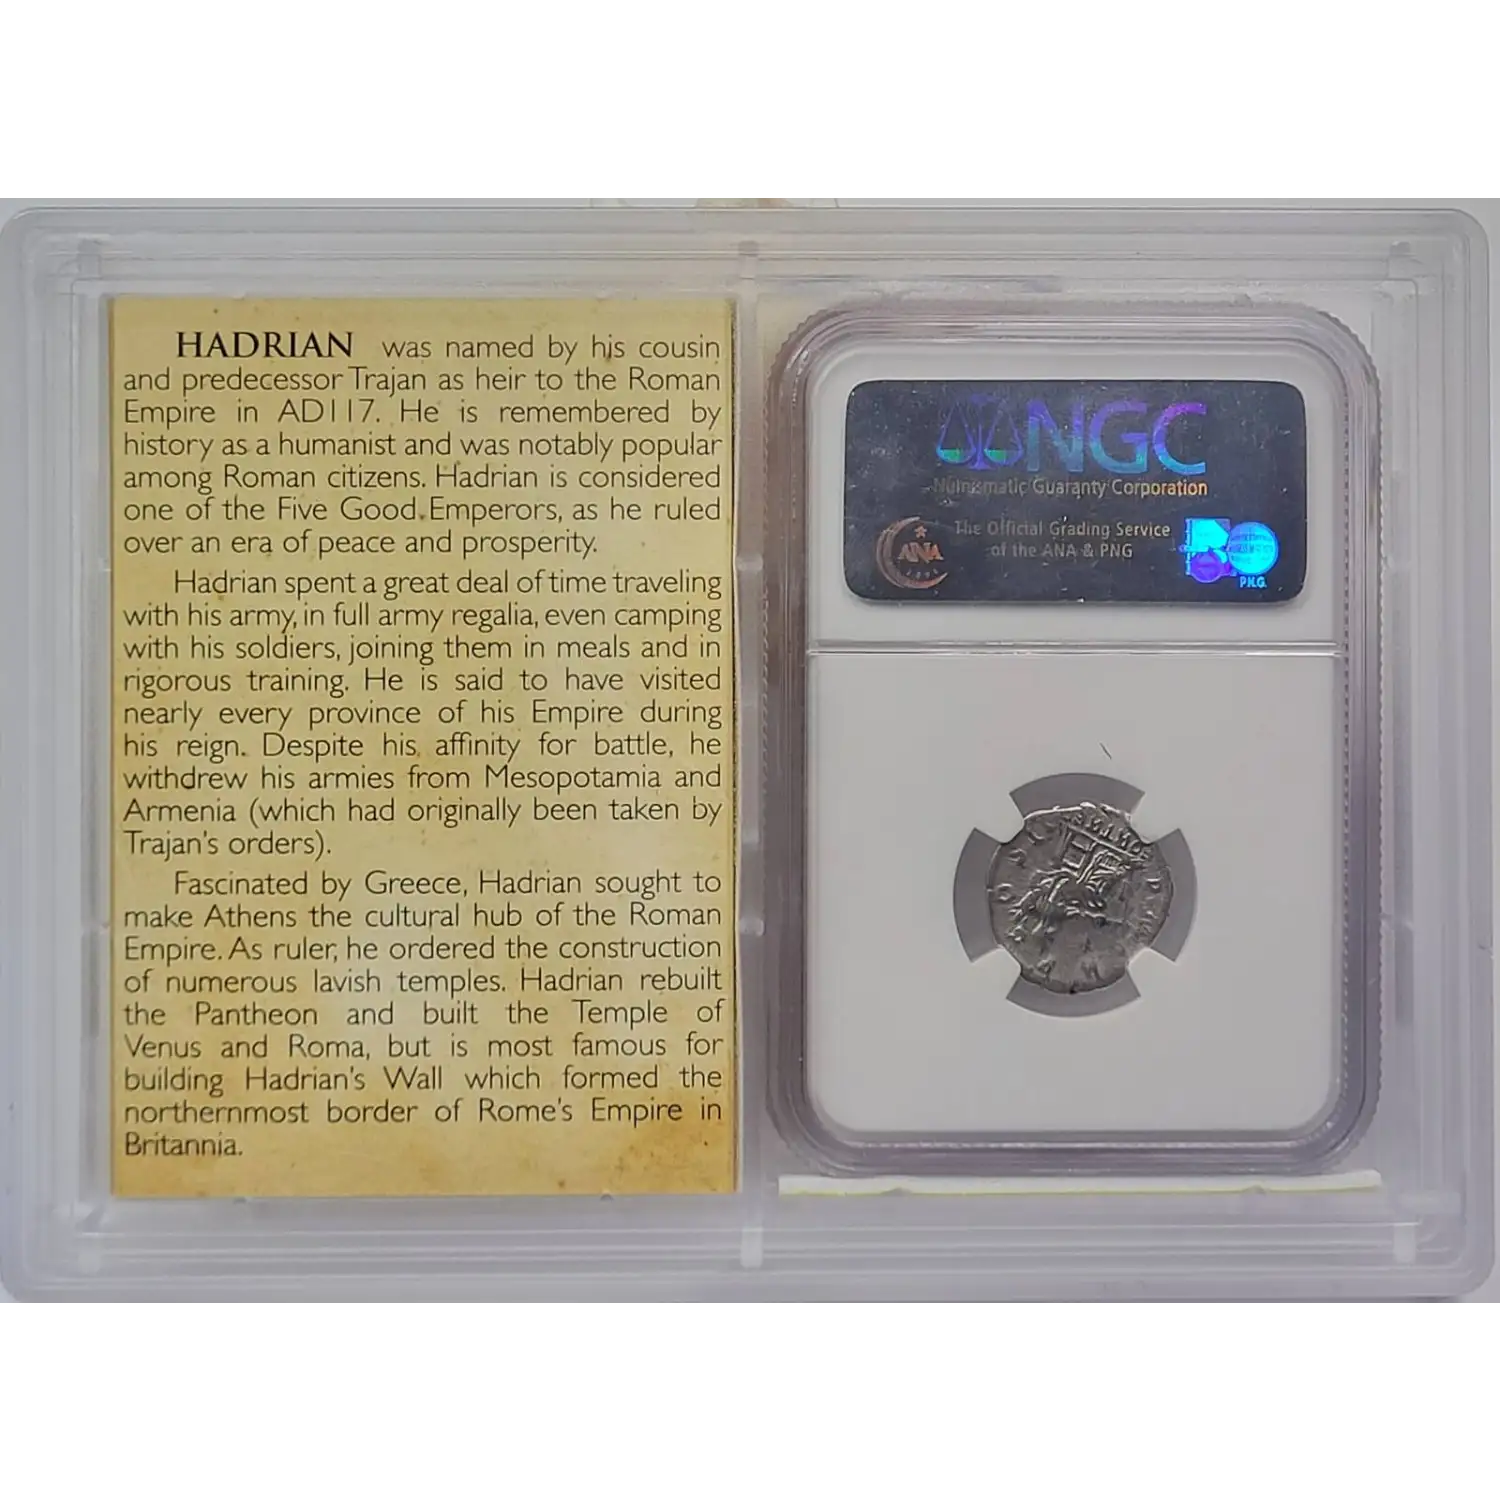 HADRIAN was named by his cousin
and predecessor Trajan as heir to the Roman
Empire in AD117. He is remembered by
history as a humanist and was notably popular
among Roman citizens. Hadrian is considered
one of the Five Good Emperors, as he ruled
over an era of peace and prosperity.
Hadrian spent a great deal of time traveling
with his army, in full army regalia, even camping
with his soldiers, joining them in meals and in
rigorous training. He is said to have visited
nearly every province of his Empire during
his reign. Despite his affinity for battle, he
withdrew his armies from Mesopotamia and
Armenia (which had originally been taken by
Trajan's orders).
Fascinated by Greece, Hadrian sought to
make Athens the cultural hub of the Roman
Empire. As ruler, he ordered the construction
of numerous lavish temples. Hadrian rebuilt
the Pantheon and built the Temple of
Venus and Roma, but is most famous for
building Hadrian's Wall which formed the
northernmost border of Rome's Empire in
Britannia.
NGC
Numismatic Guaranty Corporation
The Official Grading Service
of the ANA & PNG
ANA
P.N.G.